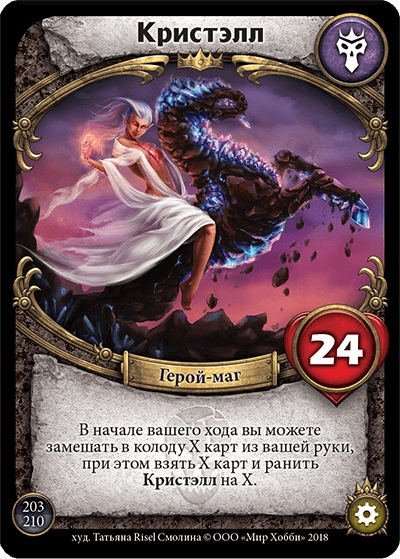 Кристэлл
24
Герой-маг
В начале вашего хода вы можете
замешать в колоду X карт из вашей руки,
при этом взять X карт и ранить
Кристэлл на X.
203
210
худ. Татьяна Risel Смолина © ООО «Мир Хобби» 2018